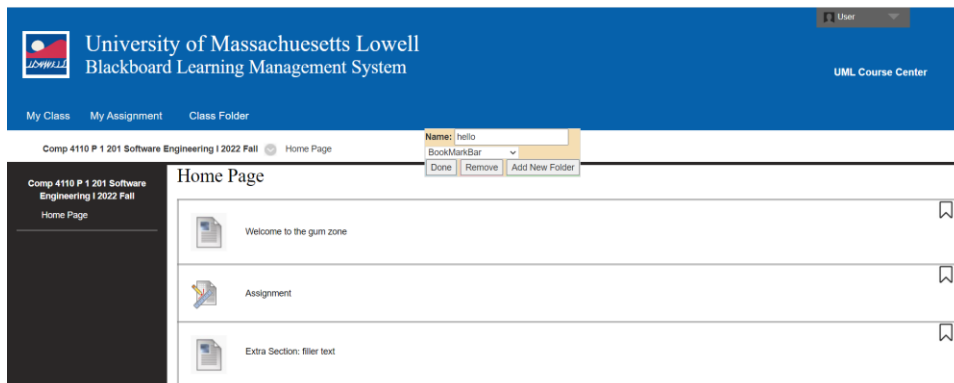 User
University of Massachuesetts Lowell
Blackboard Learning Management System
UML Course Center
My Class My Assignment Class Folder
Comp 4110 P 1 201 Software Engineering I 2022 Fall Home Page
Name: hello
BookMarkBar
Done Remove Add New Folder
Comp 4110 P 1 201 Software
Engineering I 2022 Fall
Home Page
Home Page
Welcome to the gum zone
Assignment
Extra Section: filler text